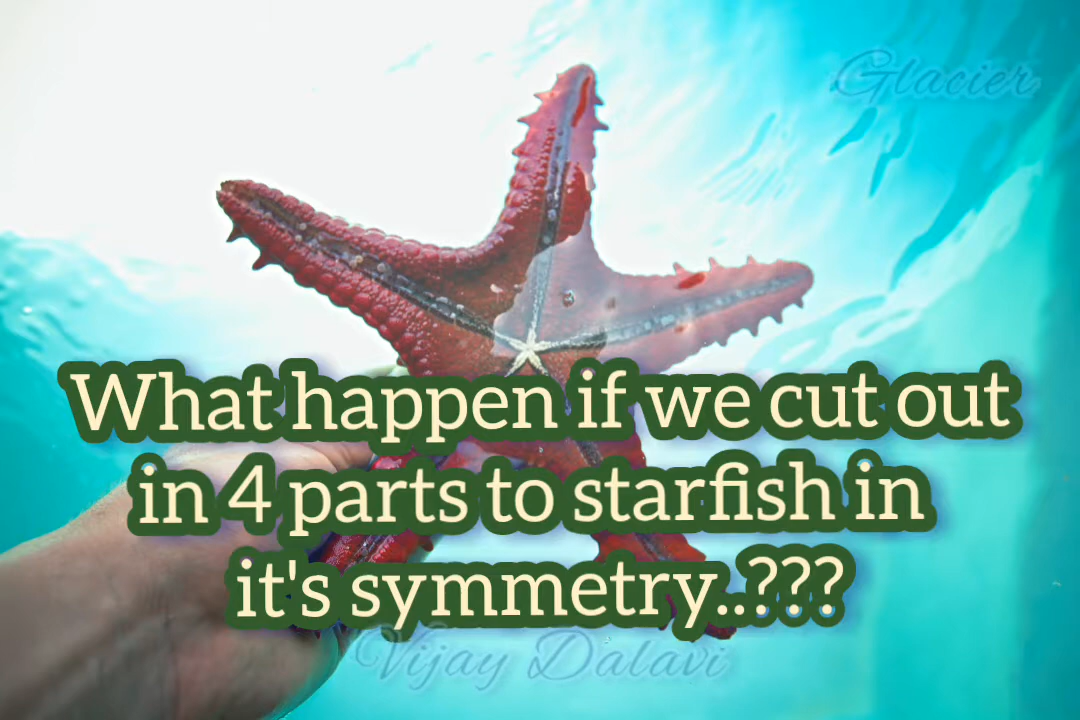 Glacier
What happen if we cut out
in 4 parts to starfish in
it's symmetry..???
Vijay Dalavi